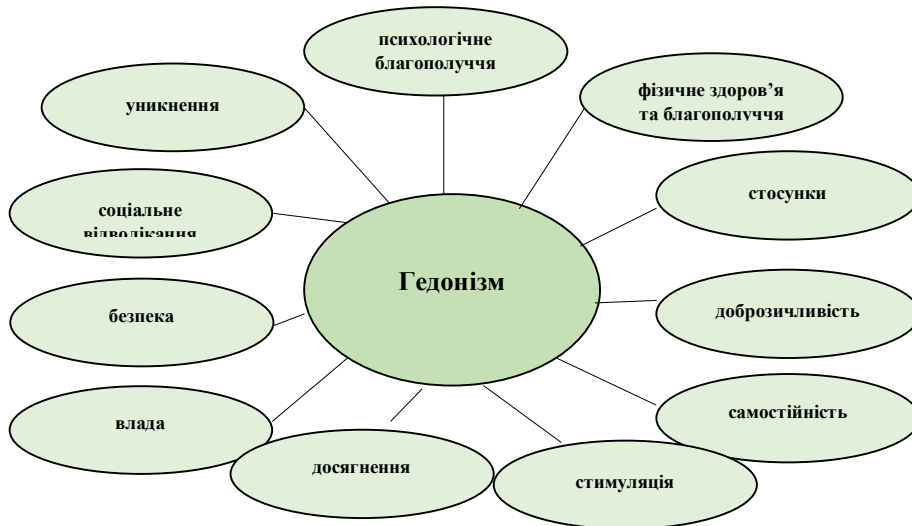 психологічне
благополуччя
уникнення
фізичне здоров’я
та благополуччя
соціальне
відволікання
стосунки
Гедонізм
безпека
доброзичливість
влада
самостійність
досягнення
стимуляція